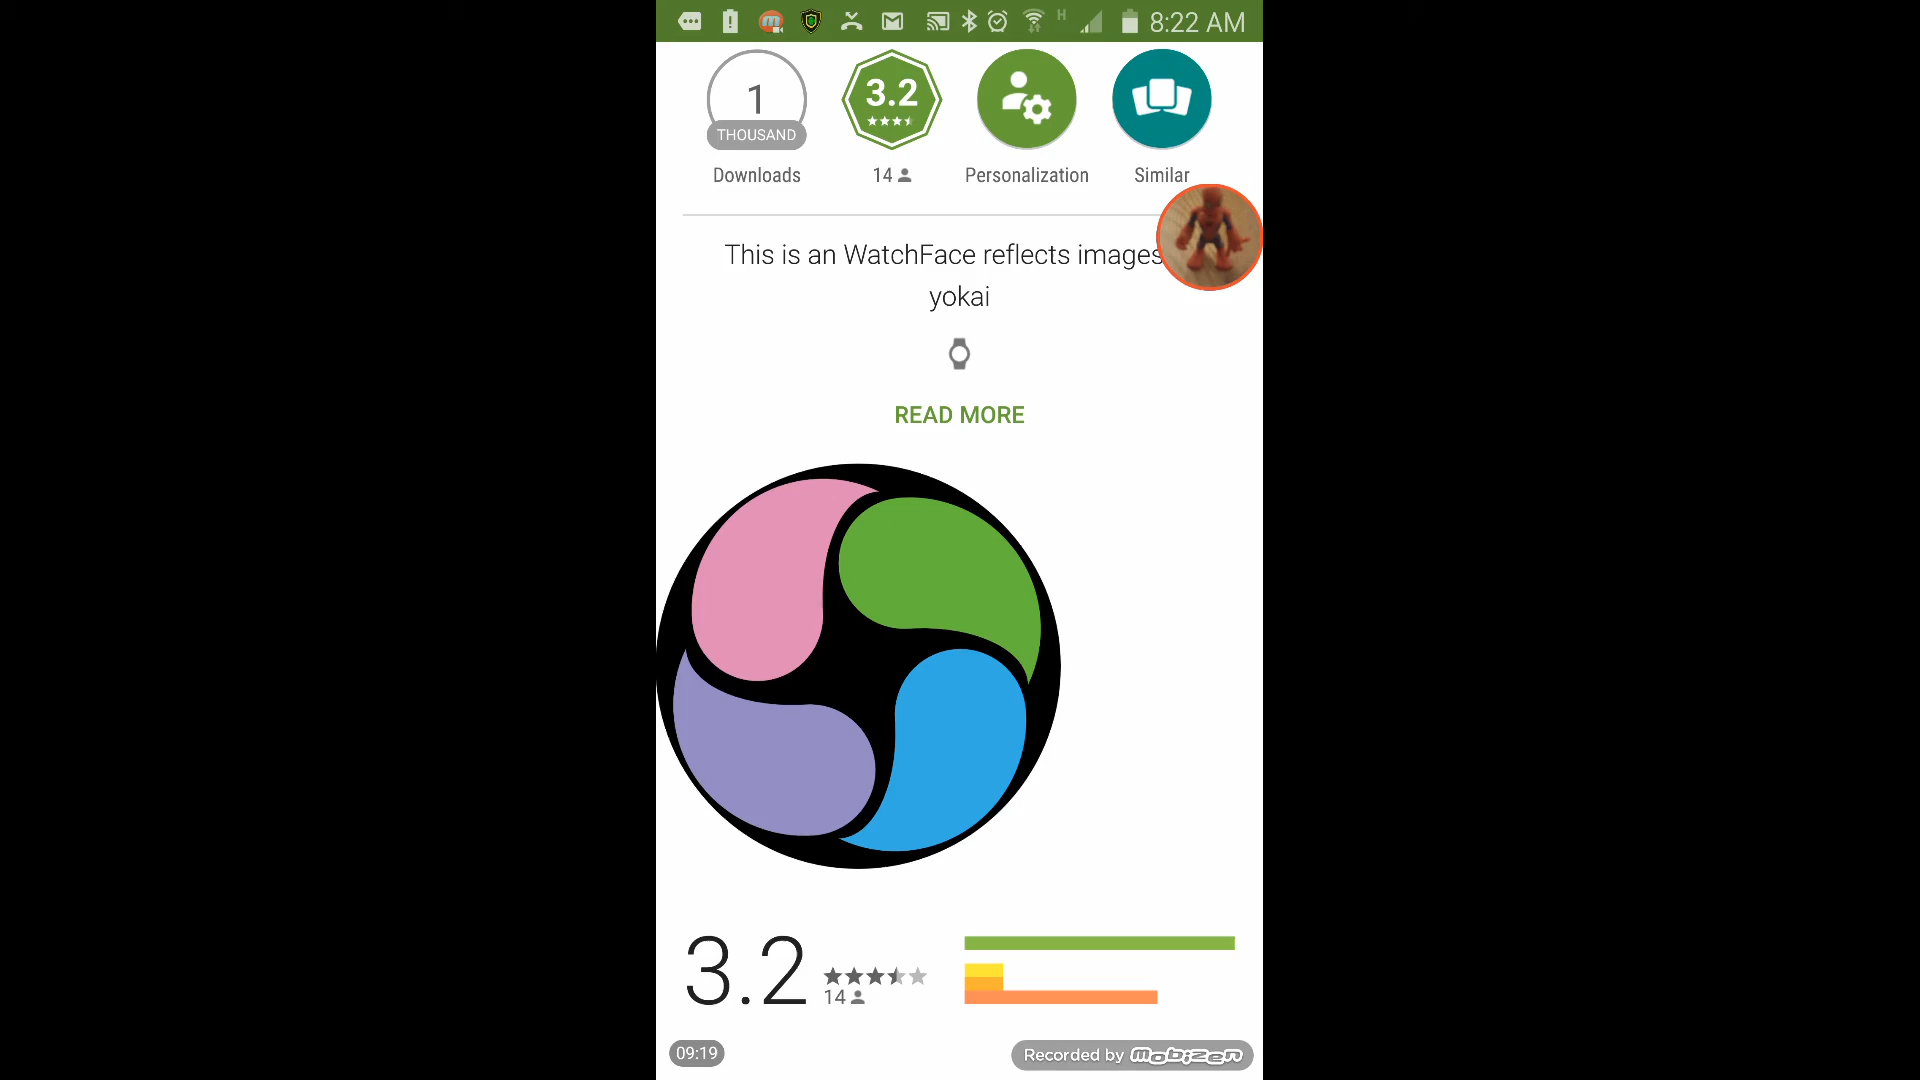 8:22 AM
H
1
THOUSAND
3.2
Downloads
14
Personalization
Similar
This is an WatchFace reflects images
yokai
READ MORE
3.2
14
09:19
Recorded by mobizen